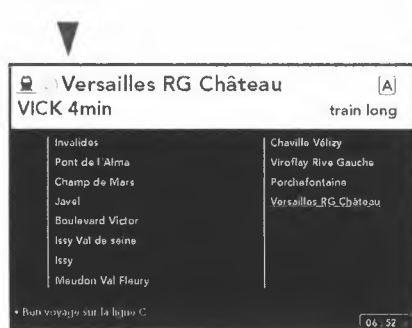 Versailles RG Château
A
VICK 4min
train long
Invalides
Pont de l'Alma
Champ de Mars
Javel
Boulevard Victor
Issy Val de seine
Issy
Meudon Val Fleury
Chaville Vélizy
Viroflay Rive Gauche
Porchefontaine
Versailles RG Château
• Bon voyage sur la ligne C
06:52